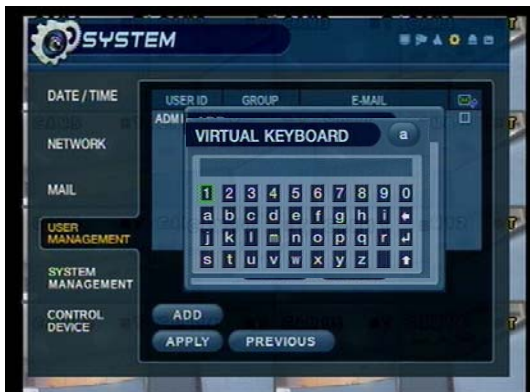 SYSTEM
DATE / TIME
NETWORK
MAIL
USER MANAGEMENT
SYSTEM MANAGEMENT
CONTROL DEVICE
USER ID GROUP E-MAIL
ADMI
VIRTUAL KEYBOARD a
1 2 3 4 5 6 7 8 9 0
a b c d e f g h i
j k l m n o p q r
s t u v w x y z
ADD
APPLY PREVIOUS